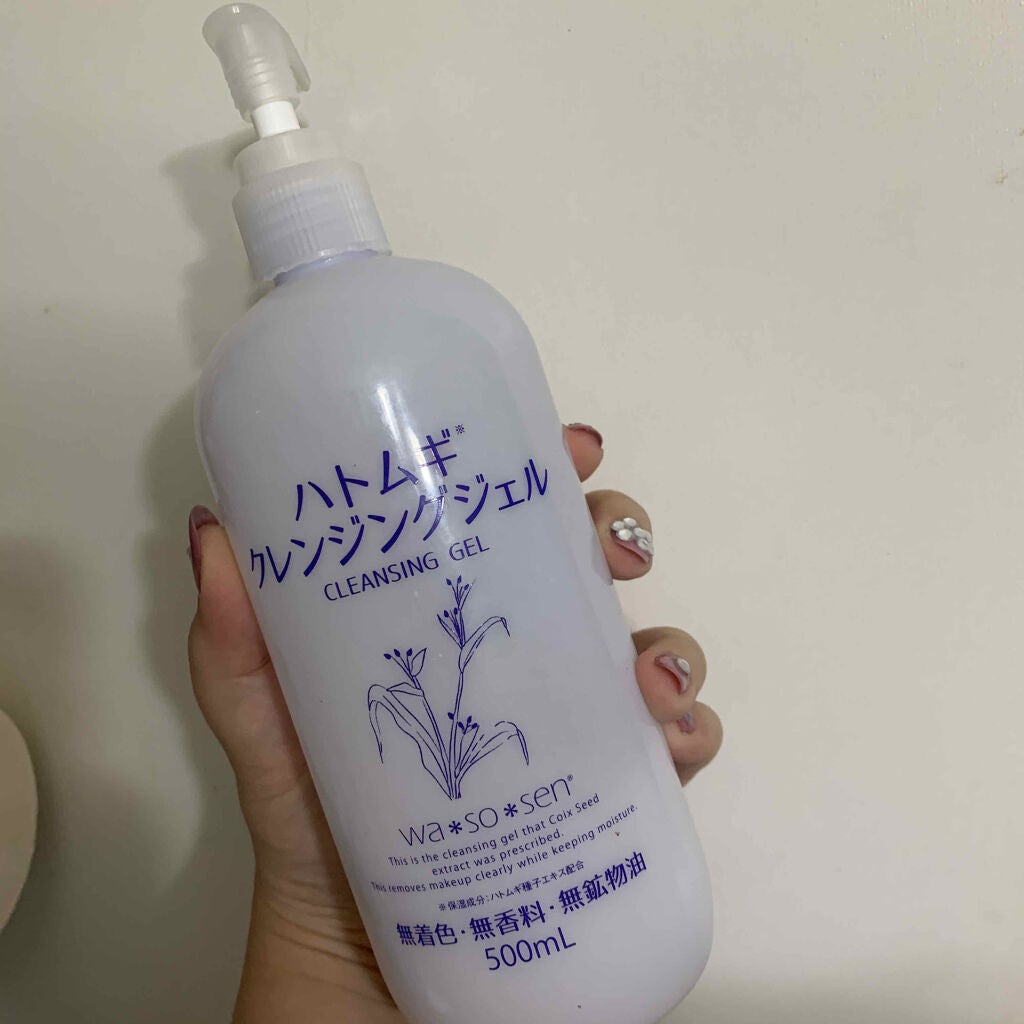 ハトムギ※
クレンジングジェル
CLEANSING GEL
wa*so*sen®
This is the cleansing gel that Coix Seed
extract was prescribed.
This removes makeup clearly while keeping moisture.
※保湿成分：ハトムギ種子エキス配合
無着色・無香料・無鉱物油
500mL